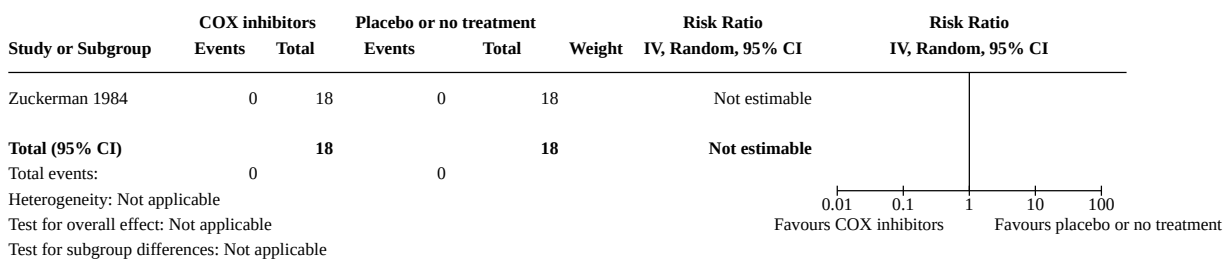 COX inhibitors Placebo or no treatment Risk Ratio Risk Ratio
Study or Subgroup Events Total Events Total Weight IV, Random, 95% CI IV, Random, 95% CI
Zuckerman 1984 0 18 0 18 Not estimable
Total (95% CI) 18 18 Not estimable
Total events: 0 0
Heterogeneity: Not applicable
0.01 0.1 1 10 100
Test for overall effect: Not applicable Favours COX inhibitors Favours placebo or no treatment
Test for subgroup differences: Not applicable